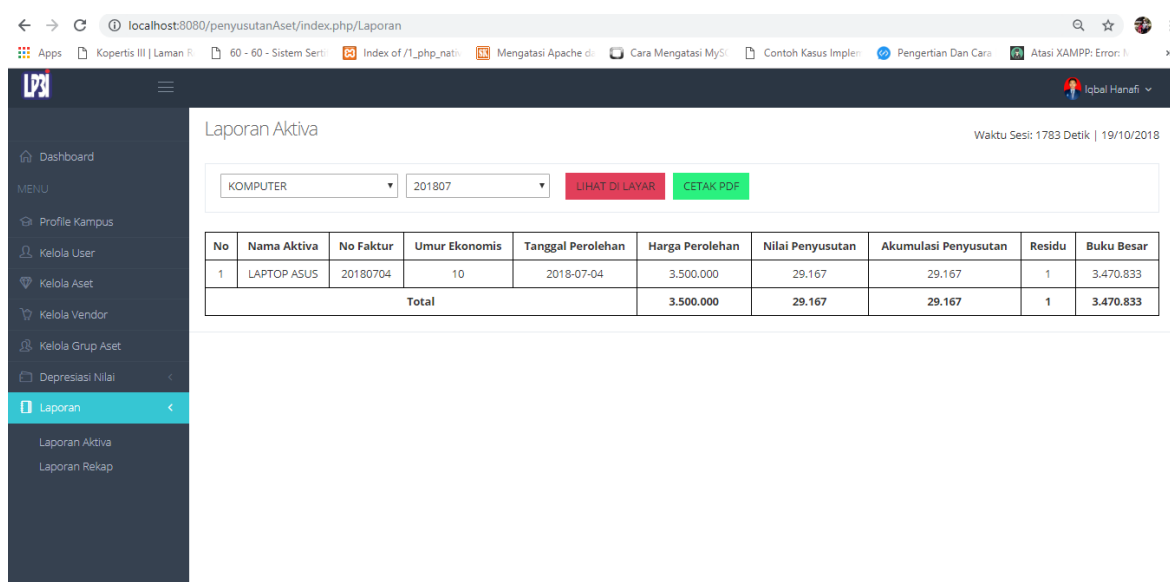 localhost:8080/penyusutanAset/index.php/Laporan
Apps Kopertis III | Laman R 60 - 60 - Sistem Serti Index of /1_php_nativ Mengatasi Apache da Cara Mengatasi MySQ Contoh Kasus Implem Pengertian Dan Cara Atasi XAMPP: Error: M
LP3i Iqbal Hanafi
Laporan Aktiva
Waktu Sesi: 1783 Detik | 19/10/2018
Dashboard
MENU
Profile Kampus
Kelola User
Kelola Aset
Kelola Vendor
Kelola Grup Aset
Depresiasi Nilai
Laporan
Laporan Aktiva
Laporan Rekap
KOMPUTER 201807 LIHAT DI LAYAR CETAK PDF
No Nama Aktiva No Faktur Umur Ekonomis Tanggal Perolehan Harga Perolehan Nilai Penyusutan Akumulasi Penyusutan Residu Buku Besar
1 LAPTOP ASUS 20180704 10 2018-07-04 3.500.000 29.167 29.167 1 3.470.833
Total 3.500.000 29.167 29.167 1 3.470.833